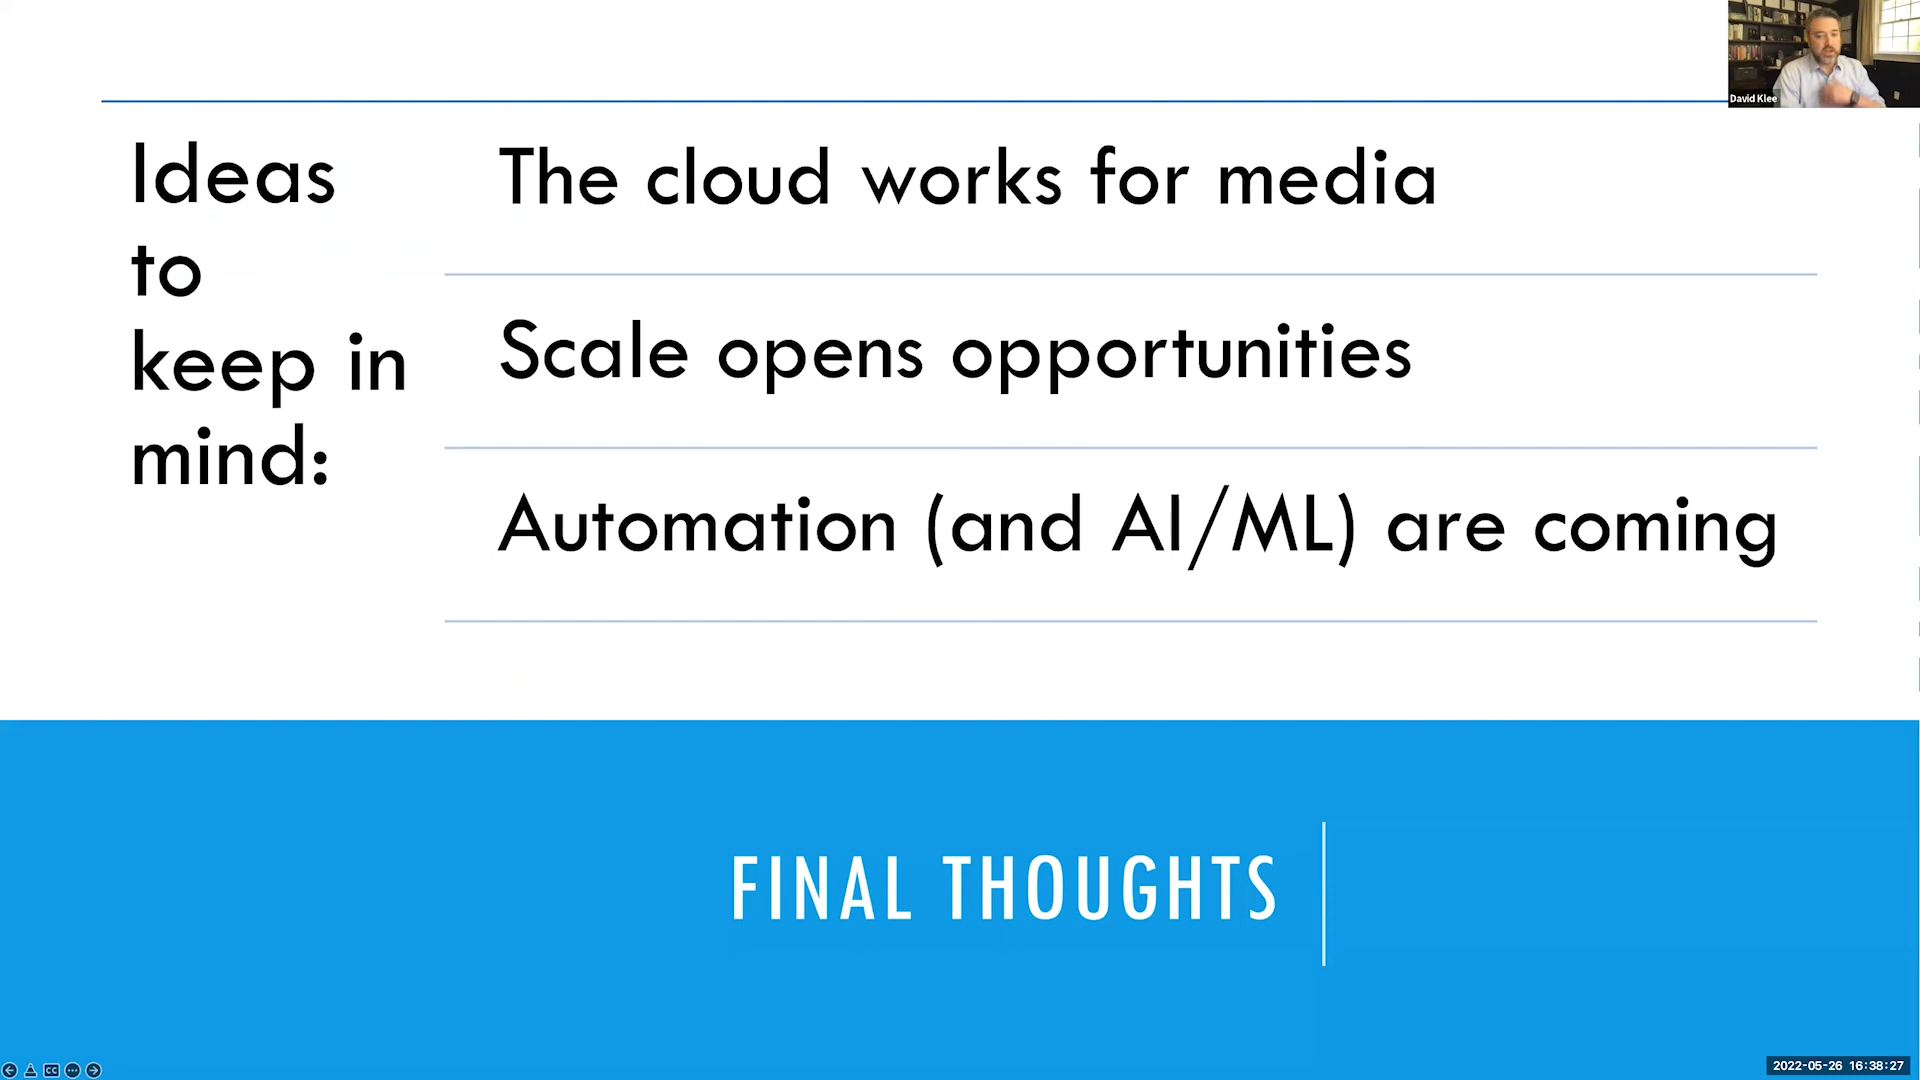 David Klee
Ideas
to
keep in
mind:
The cloud works for media
Scale opens opportunities
Automation (and AI/ML) are coming
FINAL THOUGHTS
CC
2022-05-26 16:38:27